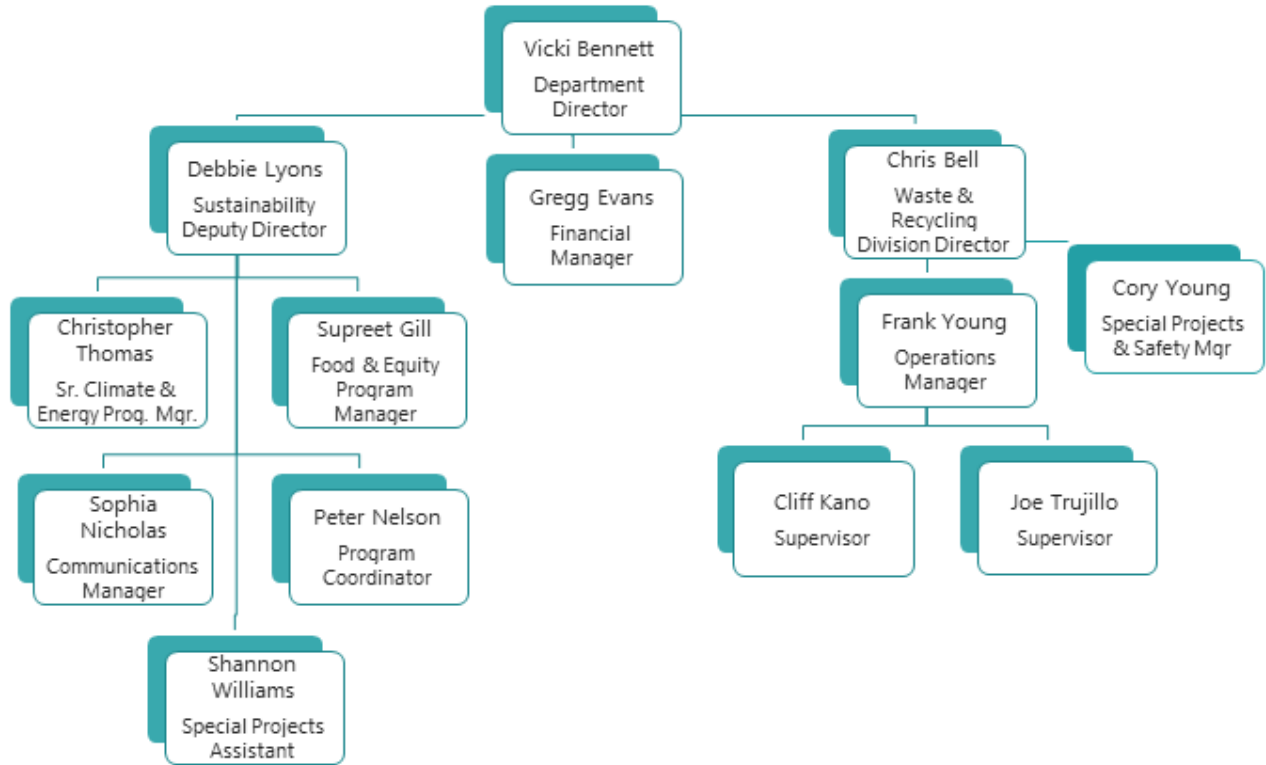 Vicki Bennett
Department
Director
Debbie Lyons
Sustainability
Deputy Director
Gregg Evans
Financial
Manager
Chris Bell
Waste &
Recycling
Division Director
Cory Young
Special Projects
& Safety Mgr
Christopher
Thomas
Sr. Climate &
Energy Prog. Mgr.
Supreet Gill
Food & Equity
Program
Manager
Frank Young
Operations
Manager
Sophia
Nicholas
Communications
Manager
Peter Nelson
Program
Coordinator
Cliff Kano
Supervisor
Joe Trujillo
Supervisor
Shannon
Williams
Special Projects
Assistant